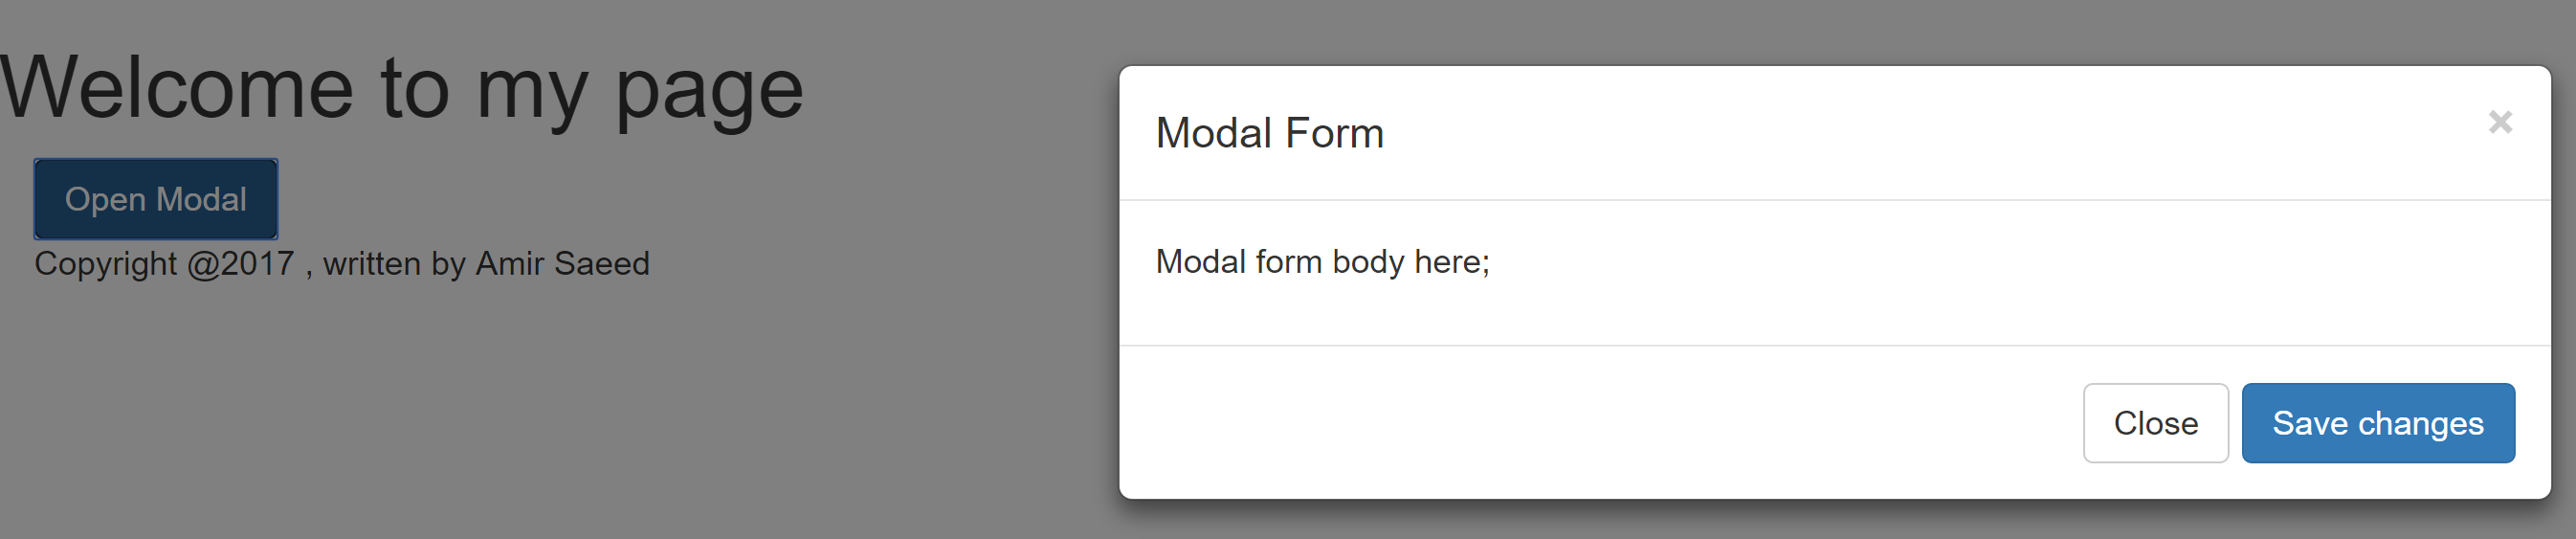 Welcome to my page
Open Modal
Copyright @2017 , written by Amir Saeed
Modal Form
×
Modal form body here;
Close
Save changes